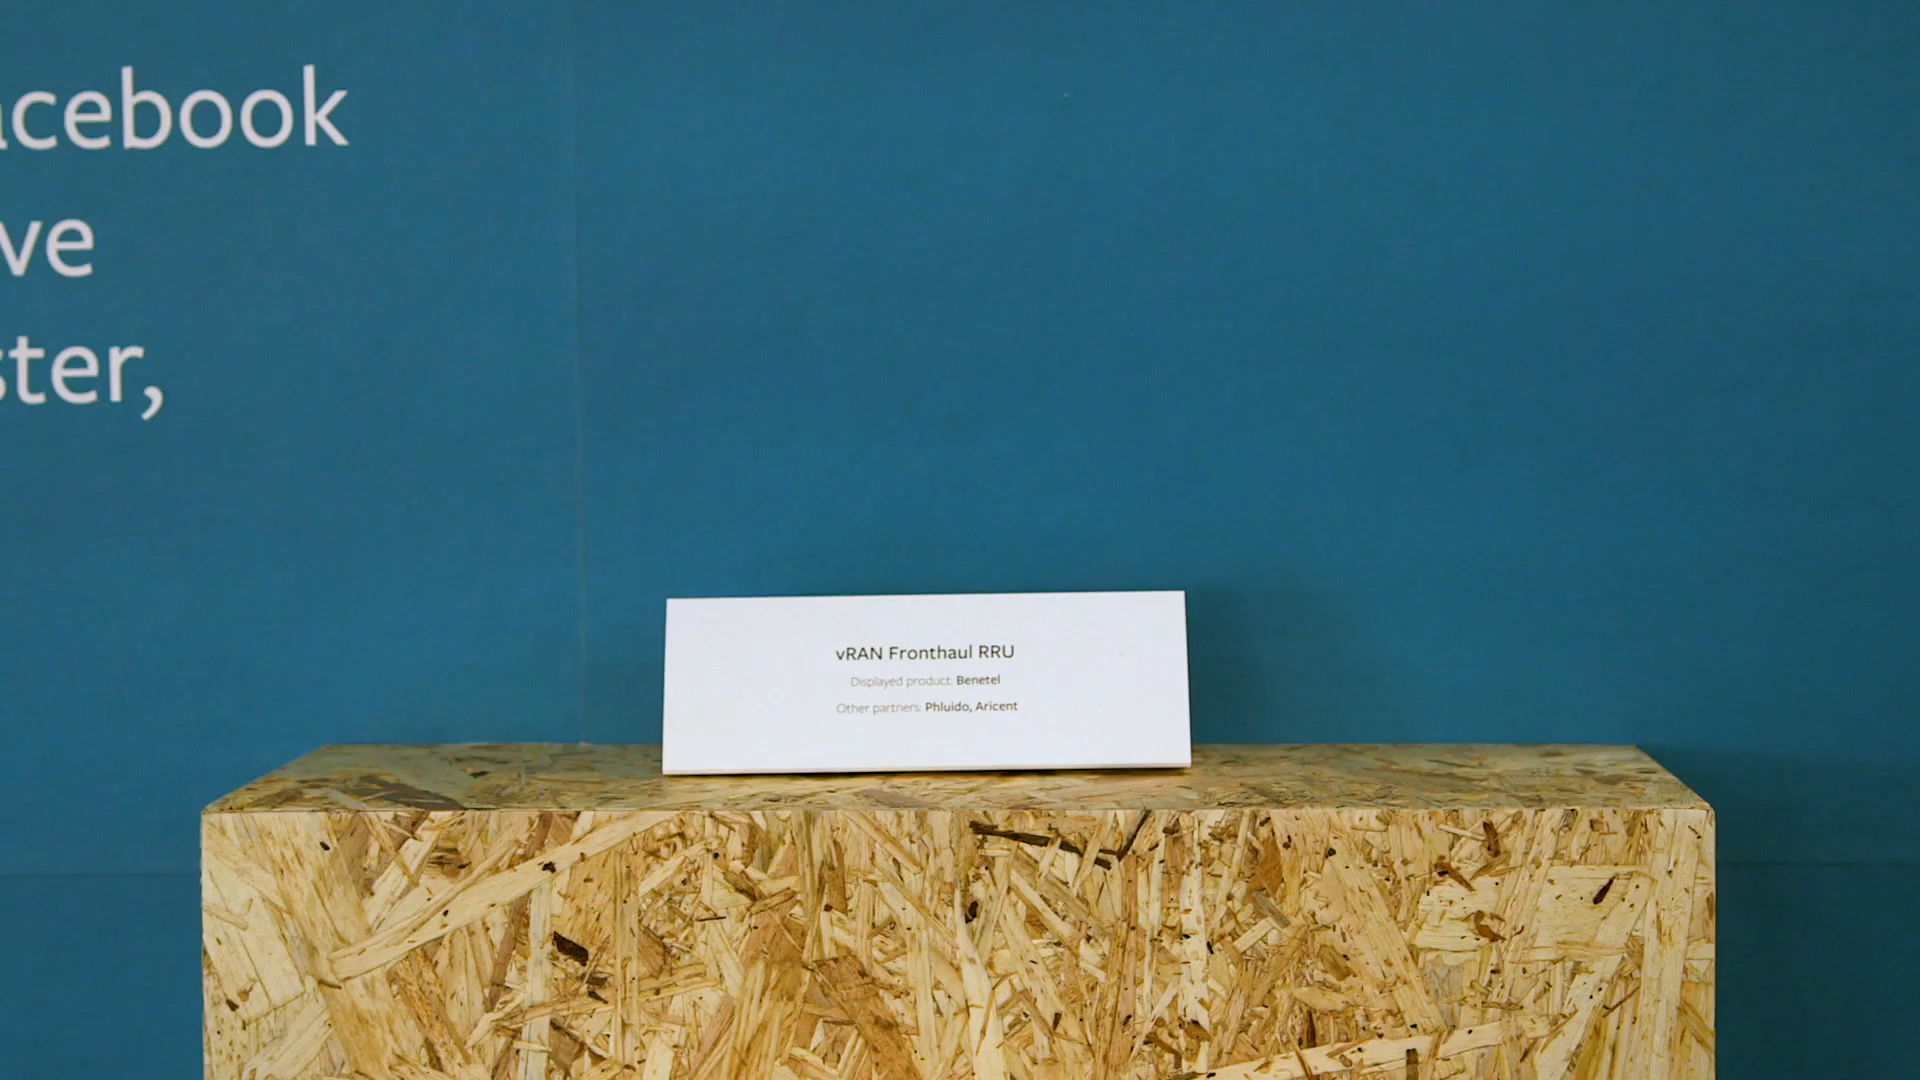 acebook
ve
ster,
vRAN Fronthaul RRU
Displayed product: Benetel
Other partners: Phluido, Aricent